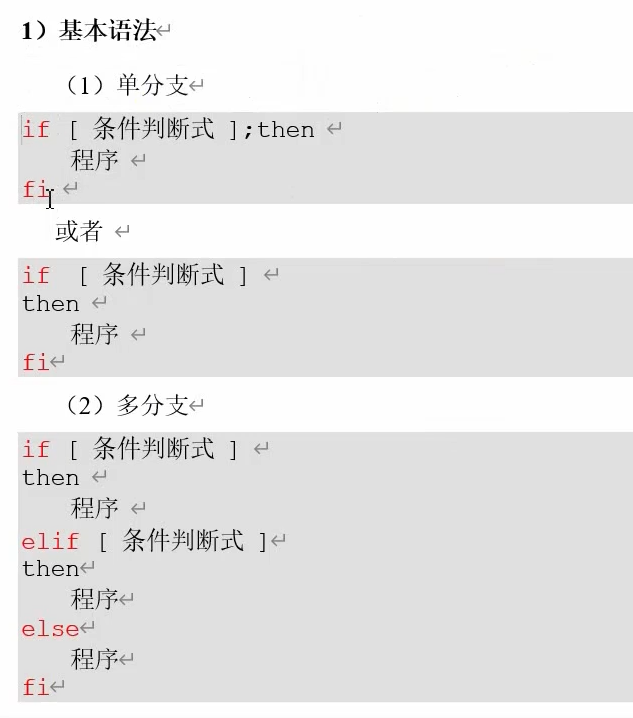 1）基本语法
（1）单分支
if [ 条件判断式 ];then
程序
fi
或者
if [ 条件判断式 ]
then
程序
fi
（2）多分支
if [ 条件判断式 ]
then
程序
elif [ 条件判断式 ]
then
程序
else
程序
fi